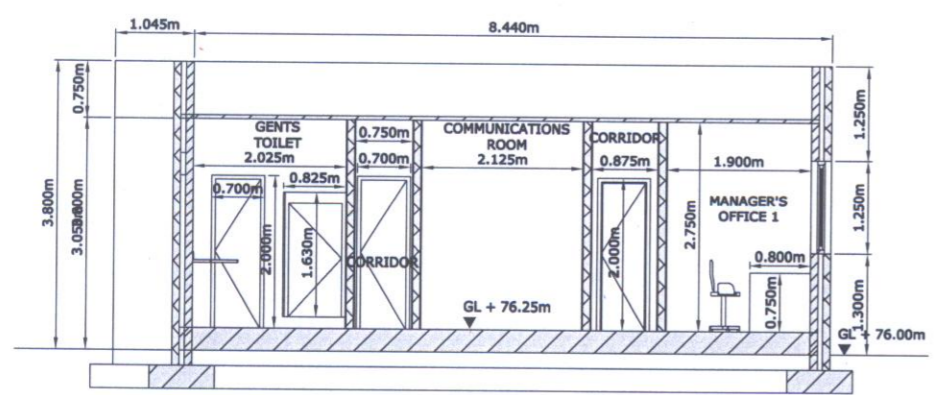 1.045m
8.440m
0.750m
3.800m
1.250m
GENTS
TOILET
2.025m
0.750m
0.700m
COMMUNICATIONS
ROOM
2.125m
CORRIDOR
0.875m
1.900m
0.700m
0.825m
2.000m
1.630m
CORRIDOR
2.000m
2.750m
MANAGER'S
OFFICE 1
1.250m
0.800m
0.750m
1.300m
GL + 76.25m
GL + 76.00m